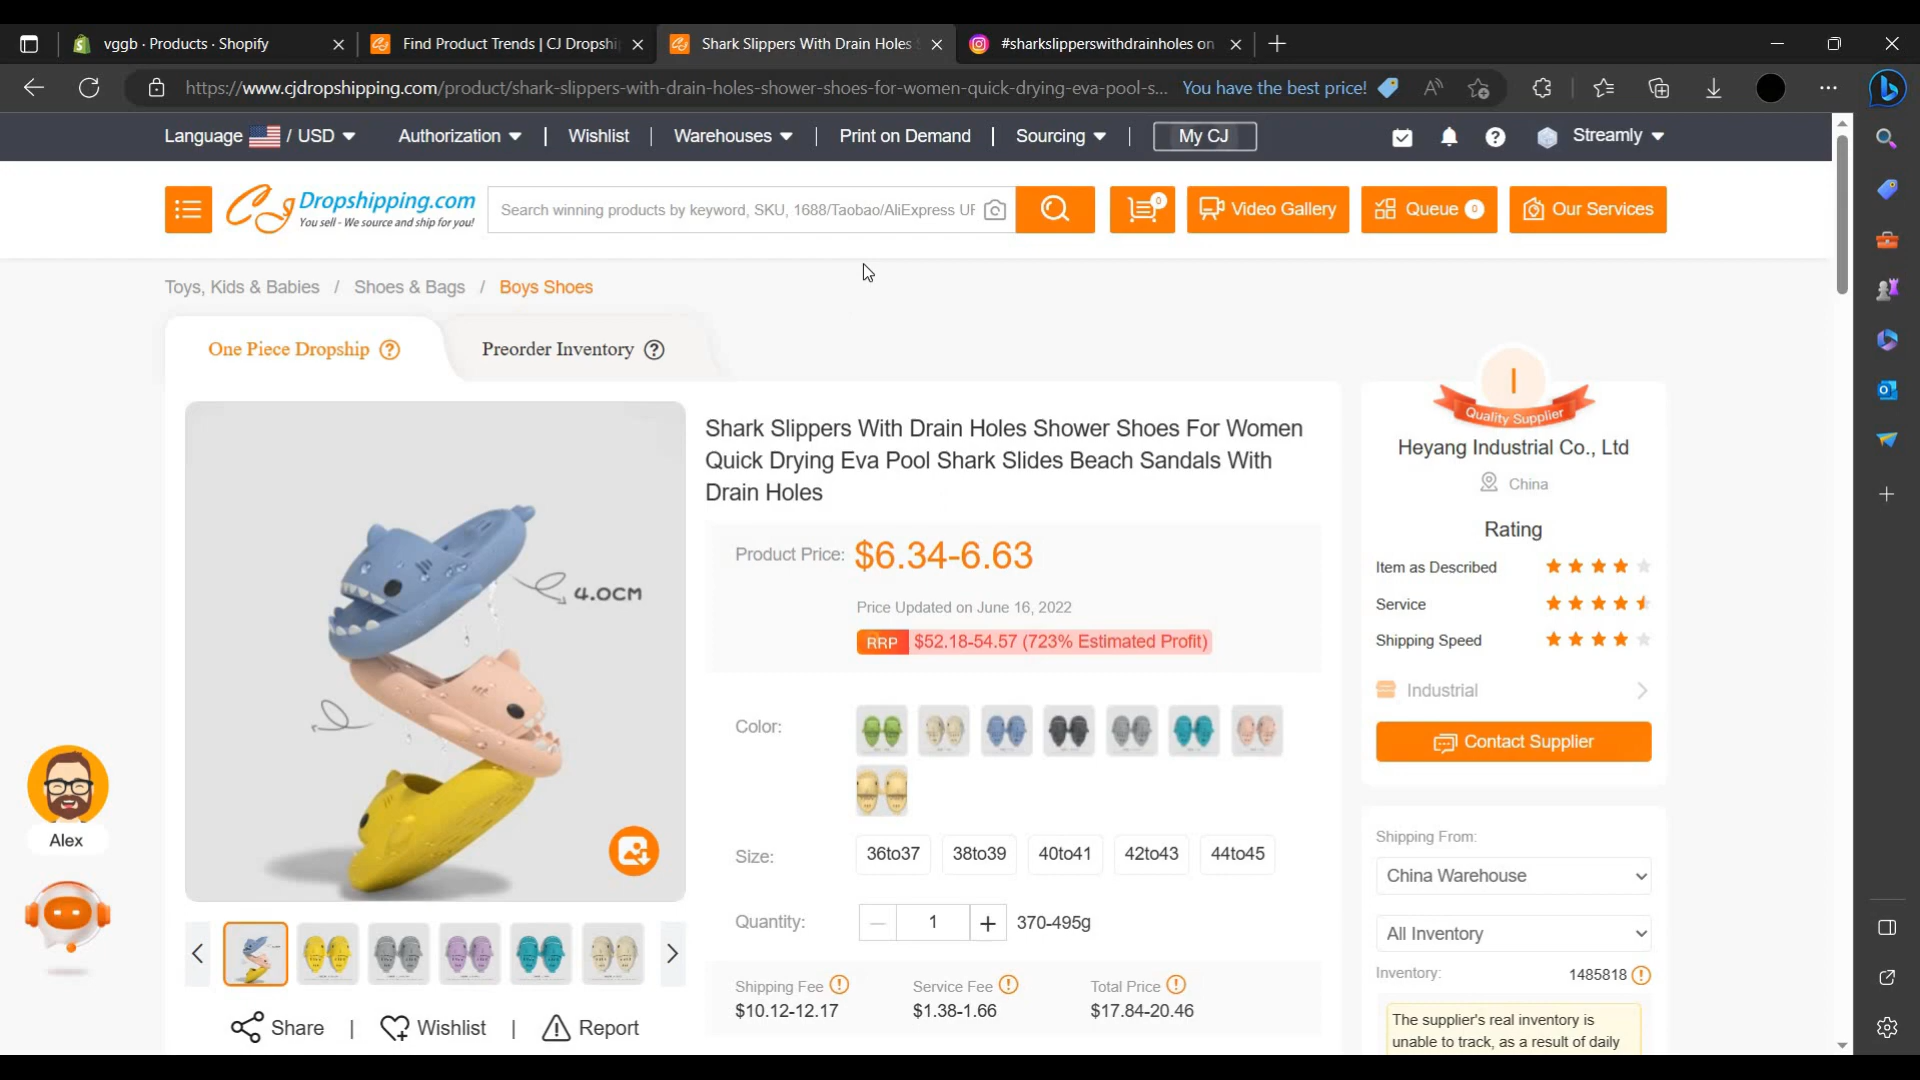 vggb · Products · Shopify
Find Product Trends | CJ Dropshi
Shark Slippers With Drain Holes S
#sharkslipperswithdrainholes on
https://www.cjdropshipping.com/product/shark-slippers-with-drain-holes-shower-shoes-for-women-quick-drying-eva-pool-s...
You have the best price!
Language / USD
Authorization
Wishlist
Warehouses
Print on Demand
Sourcing
My CJ
Streamly
CJ Dropshipping.com
You sell - We source and ship for you!
Search winning products by keyword, SKU, 1688/Taobao/AliExpress UR
0
Video Gallery
Queue 0
Our Services
Toys, Kids & Babies / Shoes & Bags / Boys Shoes
One Piece Dropship
Preorder Inventory
4.0CM
Alex
Share | Wishlist | Report
Shark Slippers With Drain Holes Shower Shoes For Women
Quick Drying Eva Pool Shark Slides Beach Sandals With
Drain Holes
Product Price: $6.34-6.63
Price Updated on June 16, 2022
RRP $52.18-54.57 (723% Estimated Profit)
Color:
Size: 36to37 38to39 40to41 42to43 44to45
Quantity: 1 370-495g
Shipping Fee Service Fee Total Price
$10.12-12.17 $1.38-1.66 $17.84-20.46
I
Quality Supplier
Heyang Industrial Co., Ltd
China
Rating
Item as Described
Service
Shipping Speed
Industrial
Contact Supplier
Shipping From:
China Warehouse
All Inventory
Inventory: 1485818
The supplier's real inventory is
unable to track, as a result of daily